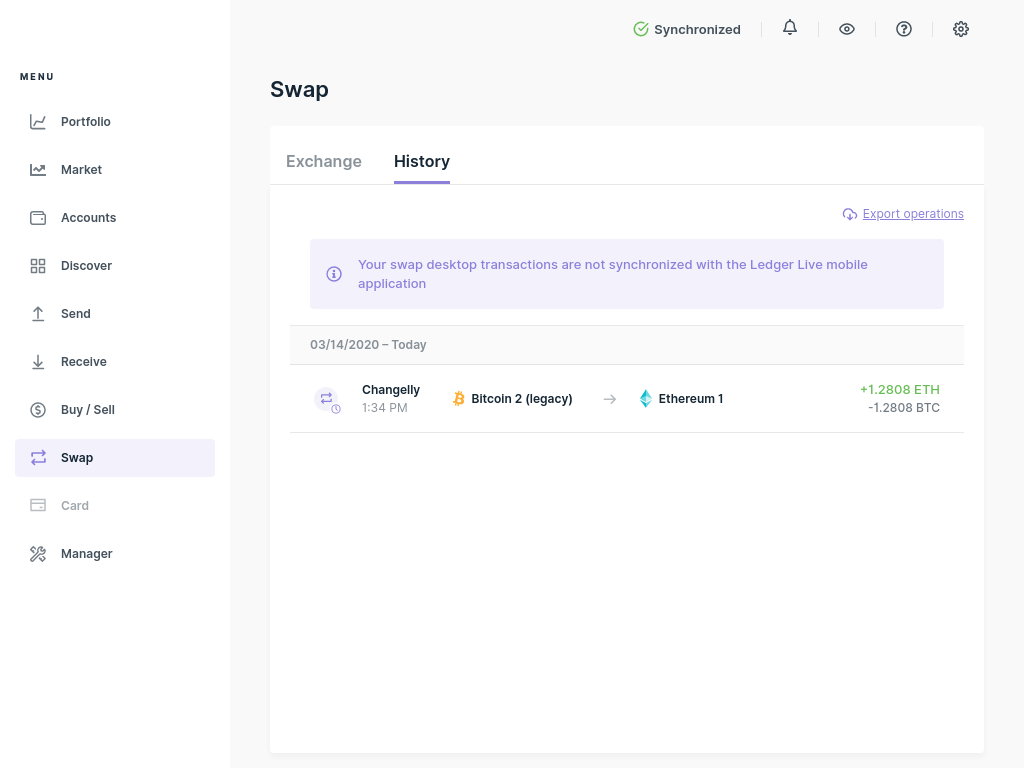 Synchronized
MENU
Swap
Portfolio
Market
Accounts
Discover
Send
Receive
Buy / Sell
Swap
Card
Manager
Exchange
History
Export operations
Your swap desktop transactions are not synchronized with the Ledger Live mobile
application
03/14/2020 – Today
Changelly
1:34 PM
Bitcoin 2 (legacy)
Ethereum 1
+1.2808 ETH
-1.2808 BTC